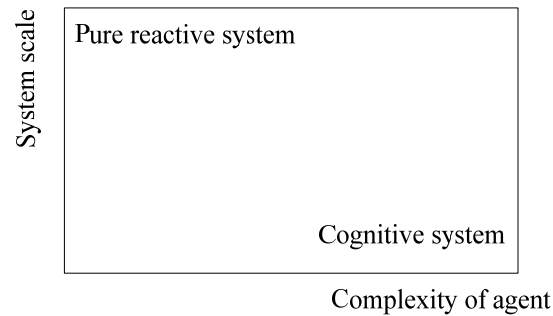 System scale
Pure reactive system
Cognitive system
Complexity of agent